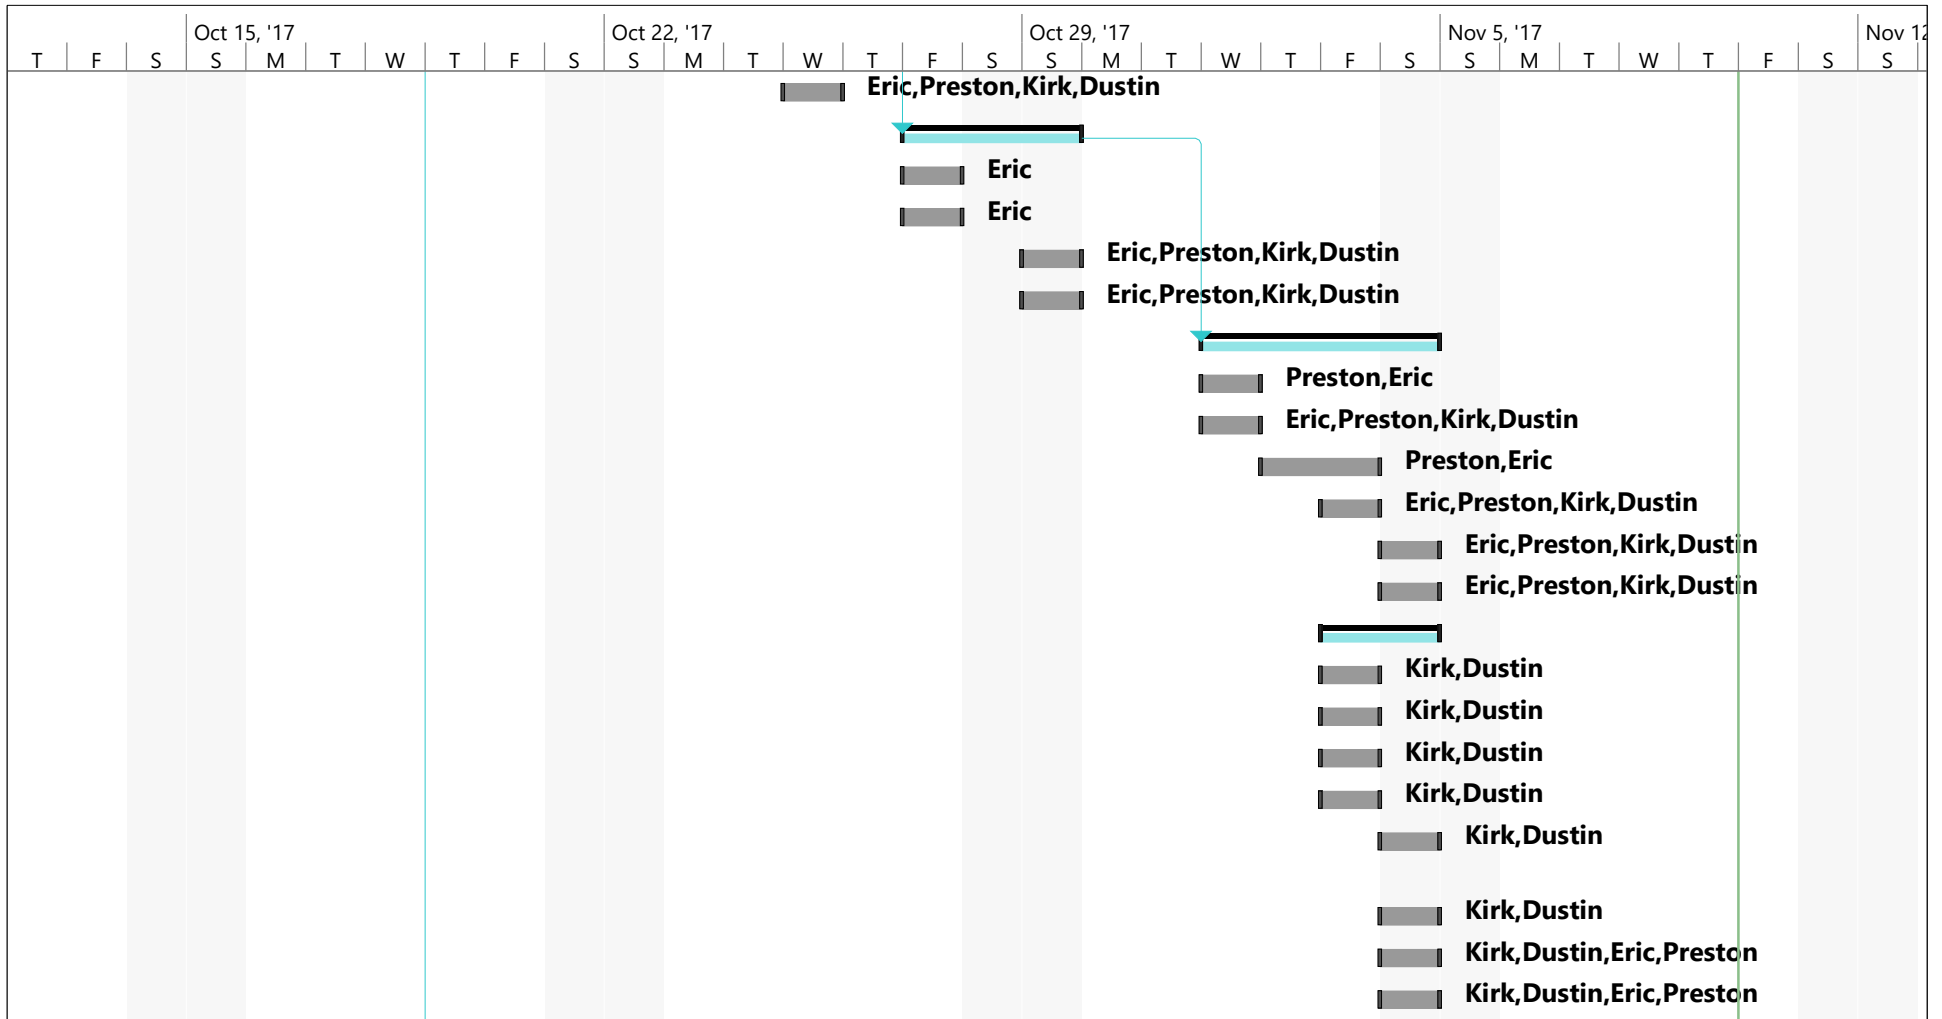 Oct 15, '17 Oct 22, '17 Oct 29, '17 Nov 5, '17 Nov 12
T F S S M T W T F S S M T W T F S S M T W T F S S M T W T F S S
Eric,Preston,Kirk,Dustin
Eric
Eric
Eric,Preston,Kirk,Dustin
Eric,Preston,Kirk,Dustin
Preston,Eric
Eric,Preston,Kirk,Dustin
Preston,Eric
Eric,Preston,Kirk,Dustin
Eric,Preston,Kirk,Dustin
Eric,Preston,Kirk,Dustin
Kirk,Dustin
Kirk,Dustin
Kirk,Dustin
Kirk,Dustin
Kirk,Dustin
Kirk,Dustin
Kirk,Dustin,Eric,Preston
Kirk,Dustin,Eric,Preston